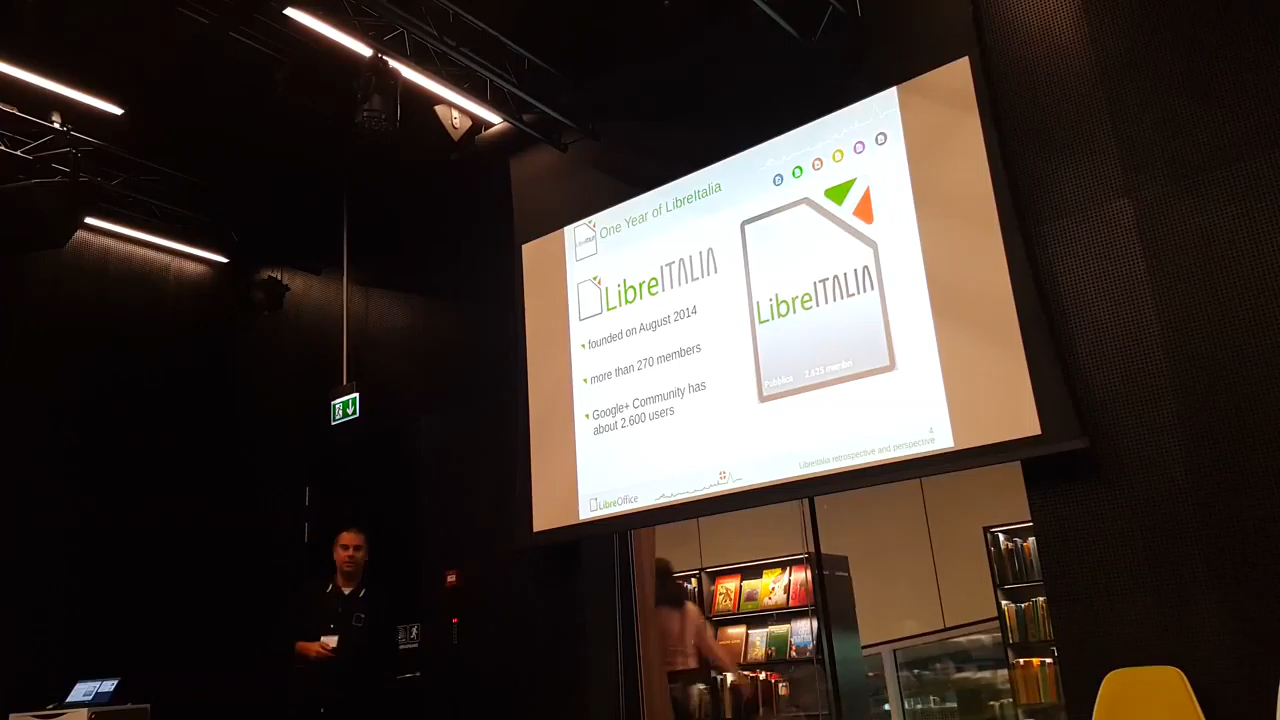 One Year of LibreItalia
LibreITALIA
founded on August 2014
more than 270 members
Google+ Community has
about 2.600 users
LibreITALIA
Pubblica 2.625 membri
4
LibreItalia retrospective and perspective
LibreOffice